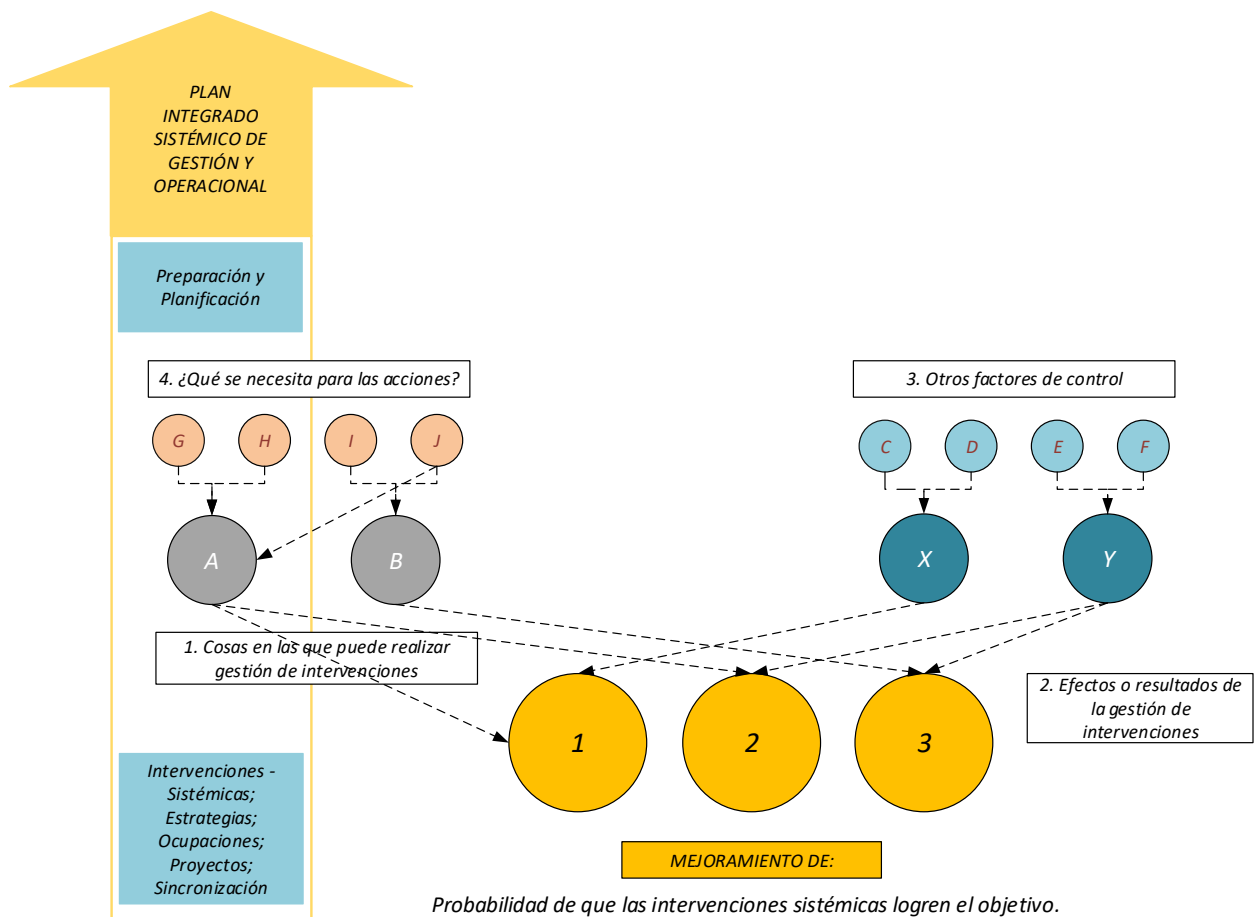 PLAN
INTEGRADO
SISTÉMICO DE
GESTIÓN Y
OPERACIONAL
Preparación y
Planificación
4. ¿Qué se necesita para las acciones?
3. Otros factores de control
G
H
I
J
C
D
E
F
A
B
X
Y
1. Cosas en las que puede realizar
gestión de intervenciones
2. Efectos o resultados de
la gestión de
intervenciones
1
2
3
Intervenciones -
Sistémicas;
Estrategias;
Ocupaciones;
Proyectos;
Sincronización
MEJORAMIENTO DE:
Probabilidad de que las intervenciones sistémicas logren el objetivo.